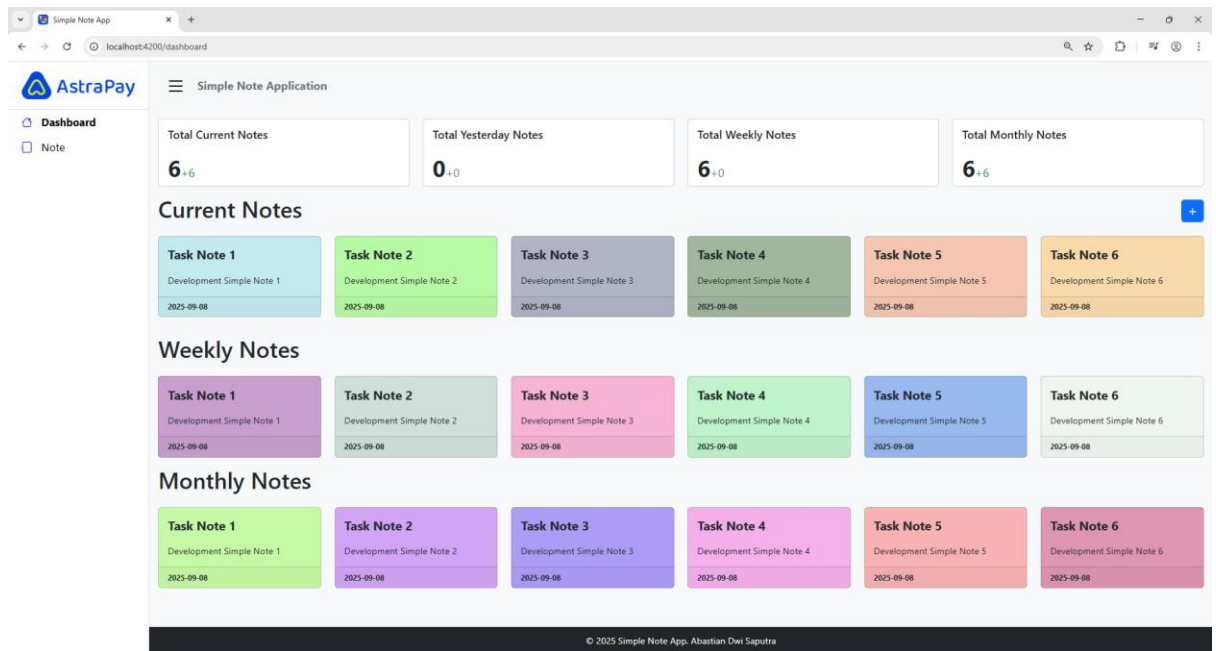 Simple Note App
localhost:4200/dashboard
AstraPay
Simple Note Application
Dashboard
Note
Total Current Notes
6+6
Total Yesterday Notes
0+0
Total Weekly Notes
6+0
Total Monthly Notes
6+6
Current Notes
+
Task Note 1
Development Simple Note 1
2025-09-08
Task Note 2
Development Simple Note 2
2025-09-08
Task Note 3
Development Simple Note 3
2025-09-08
Task Note 4
Development Simple Note 4
2025-09-08
Task Note 5
Development Simple Note 5
2025-09-08
Task Note 6
Development Simple Note 6
2025-09-08
Weekly Notes
Task Note 1
Development Simple Note 1
2025-09-08
Task Note 2
Development Simple Note 2
2025-09-08
Task Note 3
Development Simple Note 3
2025-09-08
Task Note 4
Development Simple Note 4
2025-09-08
Task Note 5
Development Simple Note 5
2025-09-08
Task Note 6
Development Simple Note 6
2025-09-08
Monthly Notes
Task Note 1
Development Simple Note 1
2025-09-08
Task Note 2
Development Simple Note 2
2025-09-08
Task Note 3
Development Simple Note 3
2025-09-08
Task Note 4
Development Simple Note 4
2025-09-08
Task Note 5
Development Simple Note 5
2025-09-08
Task Note 6
Development Simple Note 6
2025-09-08
© 2025 Simple Note App. Abastian Dwi Saputra